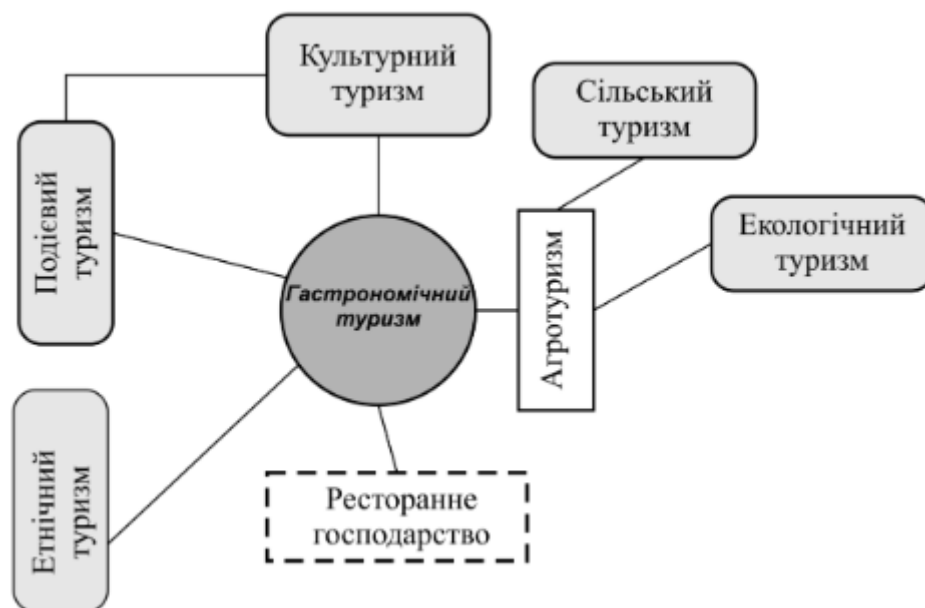 Культурний
туризм
Сільський
туризм
Подієвий
туризм
Екологічний
туризм
Гастрономічний
туризм
Агротуризм
Етнічний
туризм
Ресторанне
господарство